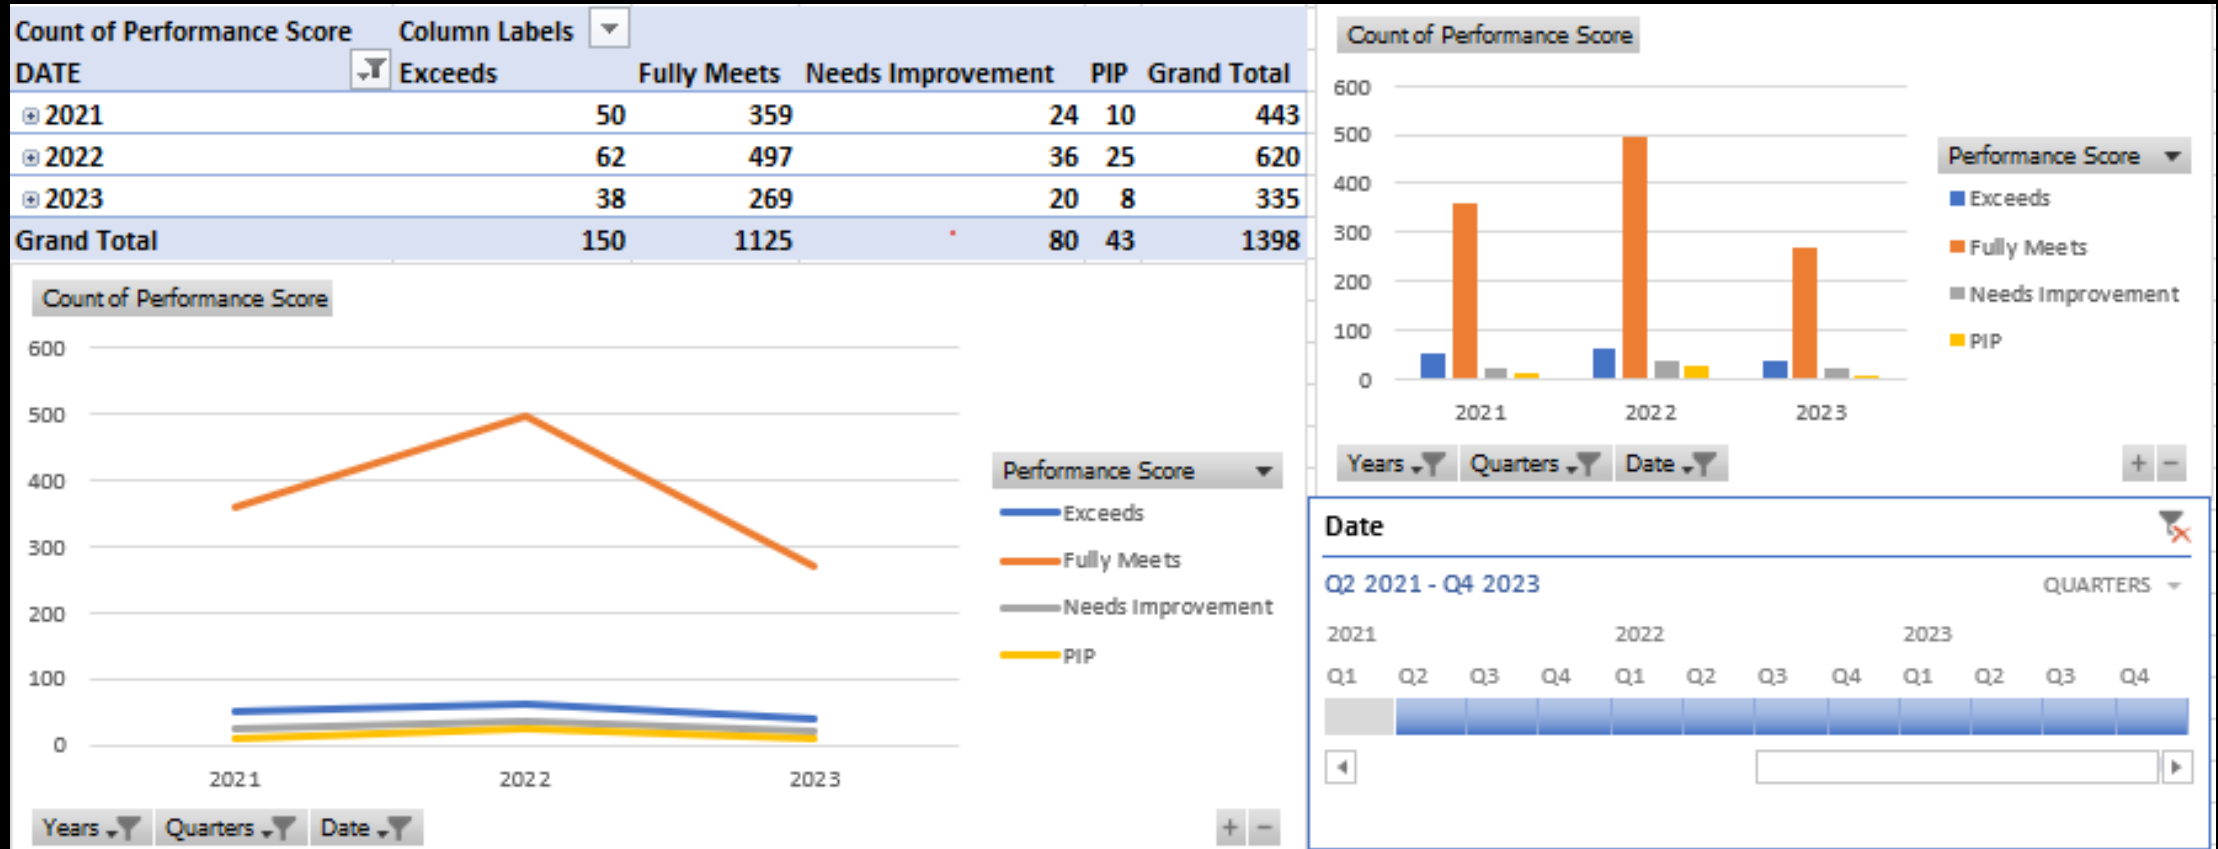 Count of Performance Score Column Labels
DATE Exceeds Fully Meets Needs Improvement PIP Grand Total
2021 50 359 24 10 443
2022 62 497 36 25 620
2023 38 269 20 8 335
Grand Total 150 1125 80 43 1398
Count of Performance Score
600
500
400
300
200
100
0
2021 2022 2023
Performance Score
Exceeds
Fully Meets
Needs Improvement
PIP
Years Quarters Date
+ −
Count of Performance Score
600
500
400
300
200
100
0
2021 2022 2023
Performance Score
Exceeds
Fully Meets
Needs Improvement
PIP
Years Quarters Date
+ −
Date
Q2 2021 - Q4 2023 QUARTERS
2021 2022 2023
Q1 Q2 Q3 Q4 Q1 Q2 Q3 Q4 Q1 Q2 Q3 Q4